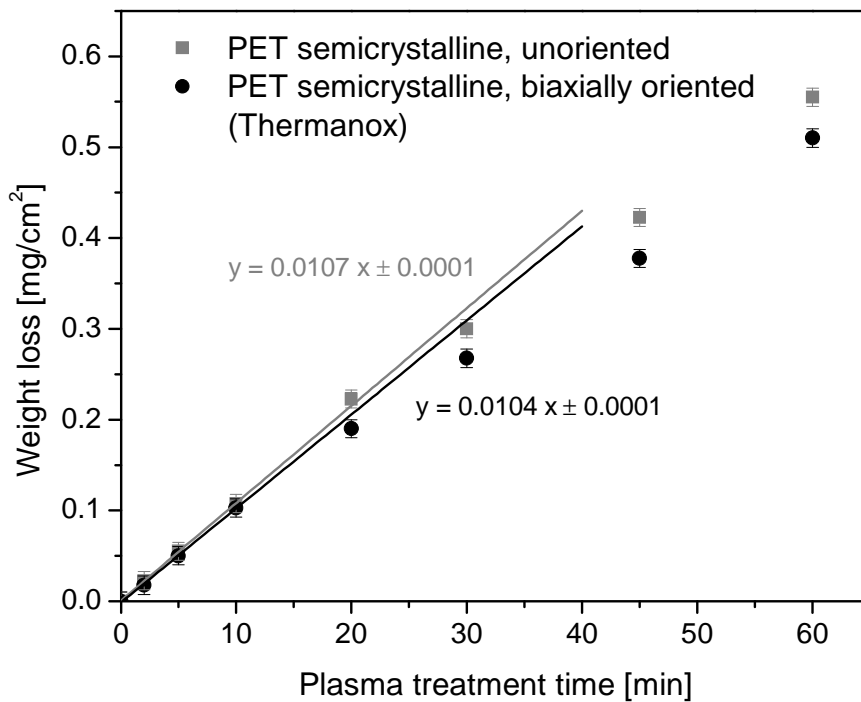 PET semicrystalline, unoriented
PET semicrystalline, biaxially oriented
(Thermanox)
y = 0.0107 x ± 0.0001
y = 0.0104 x ± 0.0001
Weight loss [mg/cm²]
0.6
0.5
0.4
0.3
0.2
0.1
0.0
0 10 20 30 40 50 60
Plasma treatment time [min]